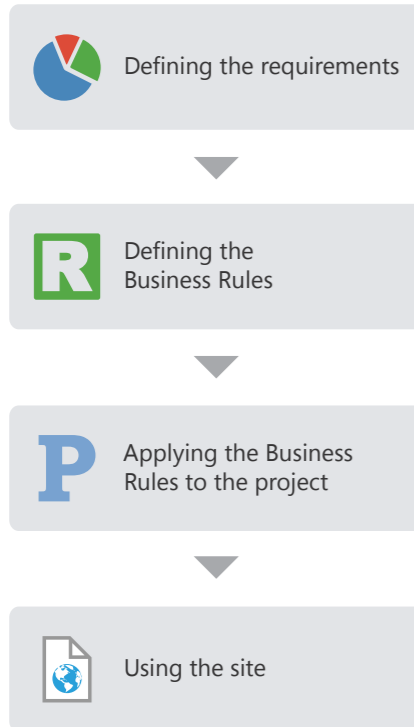 Defining the requirements
R
Defining the
Business Rules
P
Applying the Business
Rules to the project
Using the site